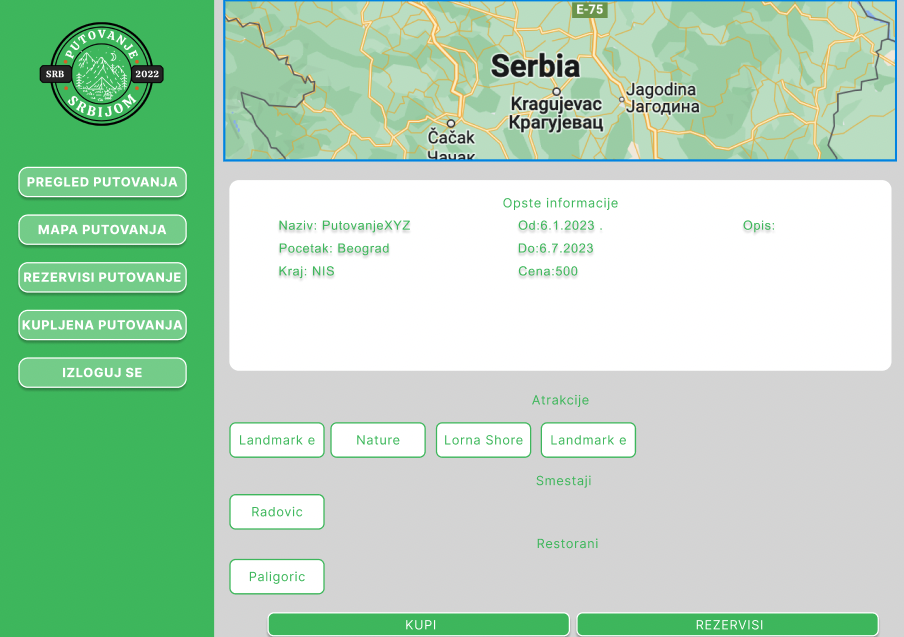 PUTOVANJE
SRB
2022
SRBIJOM
PREGLED PUTOVANJA
MAPA PUTOVANJA
REZERVISI PUTOVANJE
KUPLJENA PUTOVANJA
IZLOGUJ SE
E-75
Serbia
Jagodina
Јагодина
Kragujevac
Крагујевац
Čačak
Чачак
Opste informacije
Naziv: PutovanjeXYZ
Od:6.1.2023 .
Opis:
Pocetak: Beograd
Do:6.7.2023
Kraj: NIS
Cena:500
Atrakcije
Landmark e
Nature
Lorna Shore
Landmark e
Smestaji
Radovic
Restorani
Paligoric
KUPI
REZERVISI